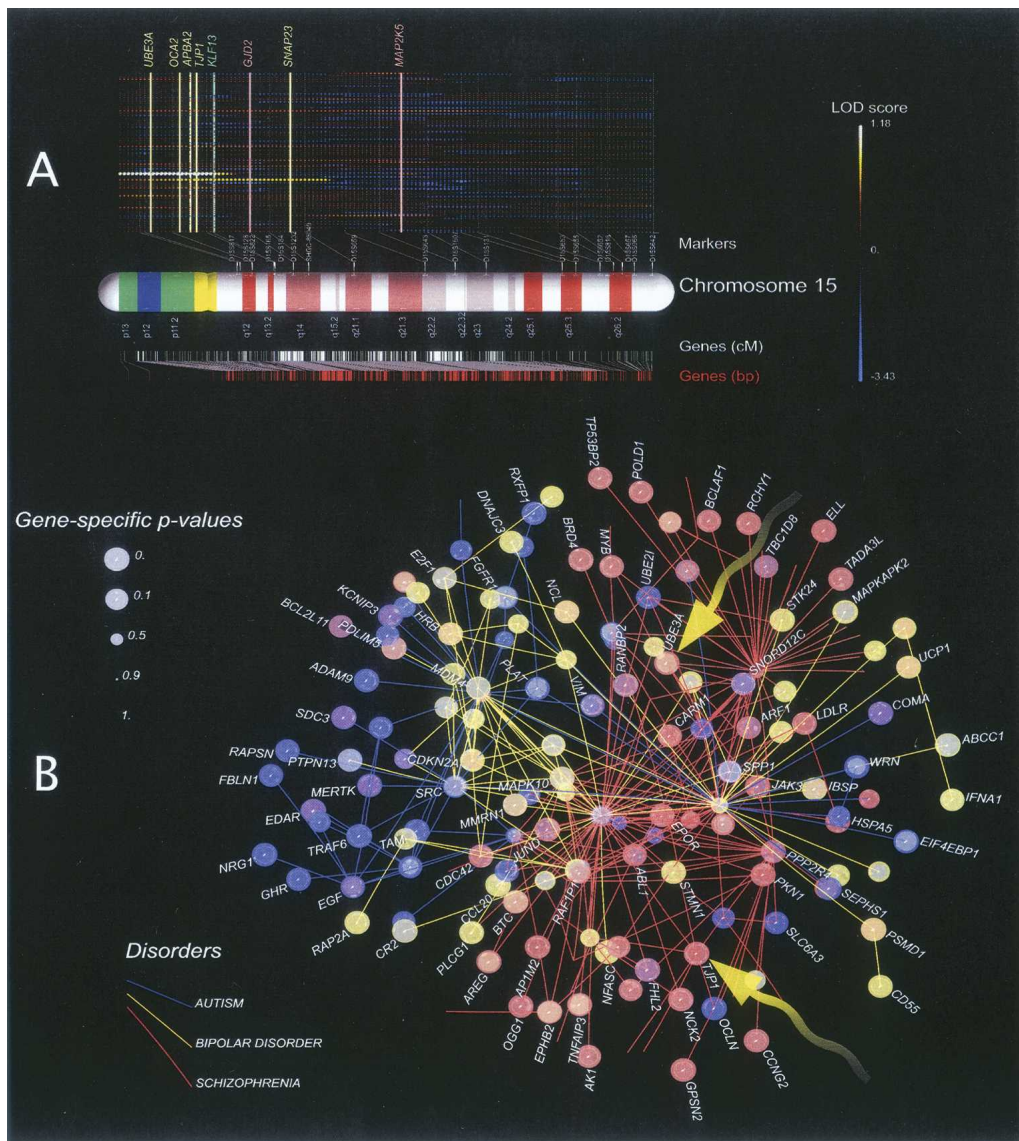 UBE3A
OCA2
APBA2
TJP1
KLF13
GJD2
SNAP23
MAP2K5
LOD score
1.18
0.
-3.43
A
Markers
Chromosome 15
p13
p12
p11.2
q12
q13.2
q14
q15.2
q21.1
q21.3
q22.2
q22.32
q23
q24.2
q25.1
q25.3
q26.2
Genes (cM)
Genes (bp)
Gene-specific p-values
0.
0.1
0.5
0.9
1.
B
TP53BP2
POLD1
BCLAF1
RCHY1
TBC1D8
ELL
TADA3L
MAPKAPK2
STK24
RXFP1
DNAJC3
BRD4
MYB
UBE2I
E2F1
FGFR1
NCL
UBE3A
SNORD12C
KCNIP3
HRB
BCL2L11
PDLIM5
RANBP2
UCP1
MDM4
ADAM9
VIM
CARM1
ARF1
LDLR
COMA
SDC3
ABCC1
RAPSN
PTPN13
CDKN2A
SPP1
WRN
FBLN1
MERTK
SRC
MAPK10
JAK3
IBSP
IFNA1
EDAR
MMRN1
EPOR
HSPA5
EIF4EBP1
NRG1
TRAF6
JUND
CDC42
ABL1
GHR
EGF
CCL20
RAF1P1
STMN1
PKN1
SEPHS1
RAP2A
CR2
PLCG1
BTC
SLC6A3
PSMD1
AREG
AP1M2
NFASC
TJP1
CD55
OGG1
EPHB2
TNFAIP3
FHL2
NCK2
OCLN
CCNG2
AK1
GPSN2
Disorders
AUTISM
BIPOLAR DISORDER
SCHIZOPHRENIA